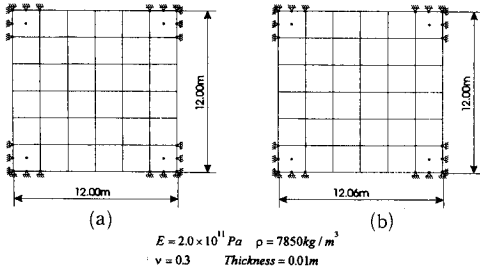 12.00m
12.00m
12.00m
12.06m
(a)
(b)
E = 2.0 × 10¹¹ Pa ρ = 7850kg / m³
ν = 0.3 Thickness = 0.01m